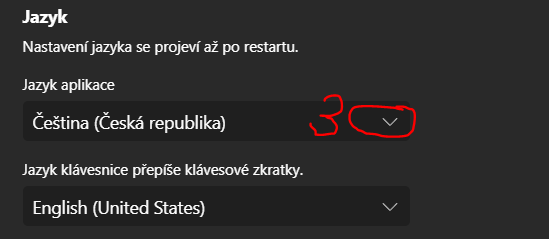 Jazyk
Nastavení jazyka se projeví až po restartu.
Jazyk aplikace
Čeština (Česká republika) 3
Jazyk klávesnice přepíše klávesové zkratky.
English (United States)